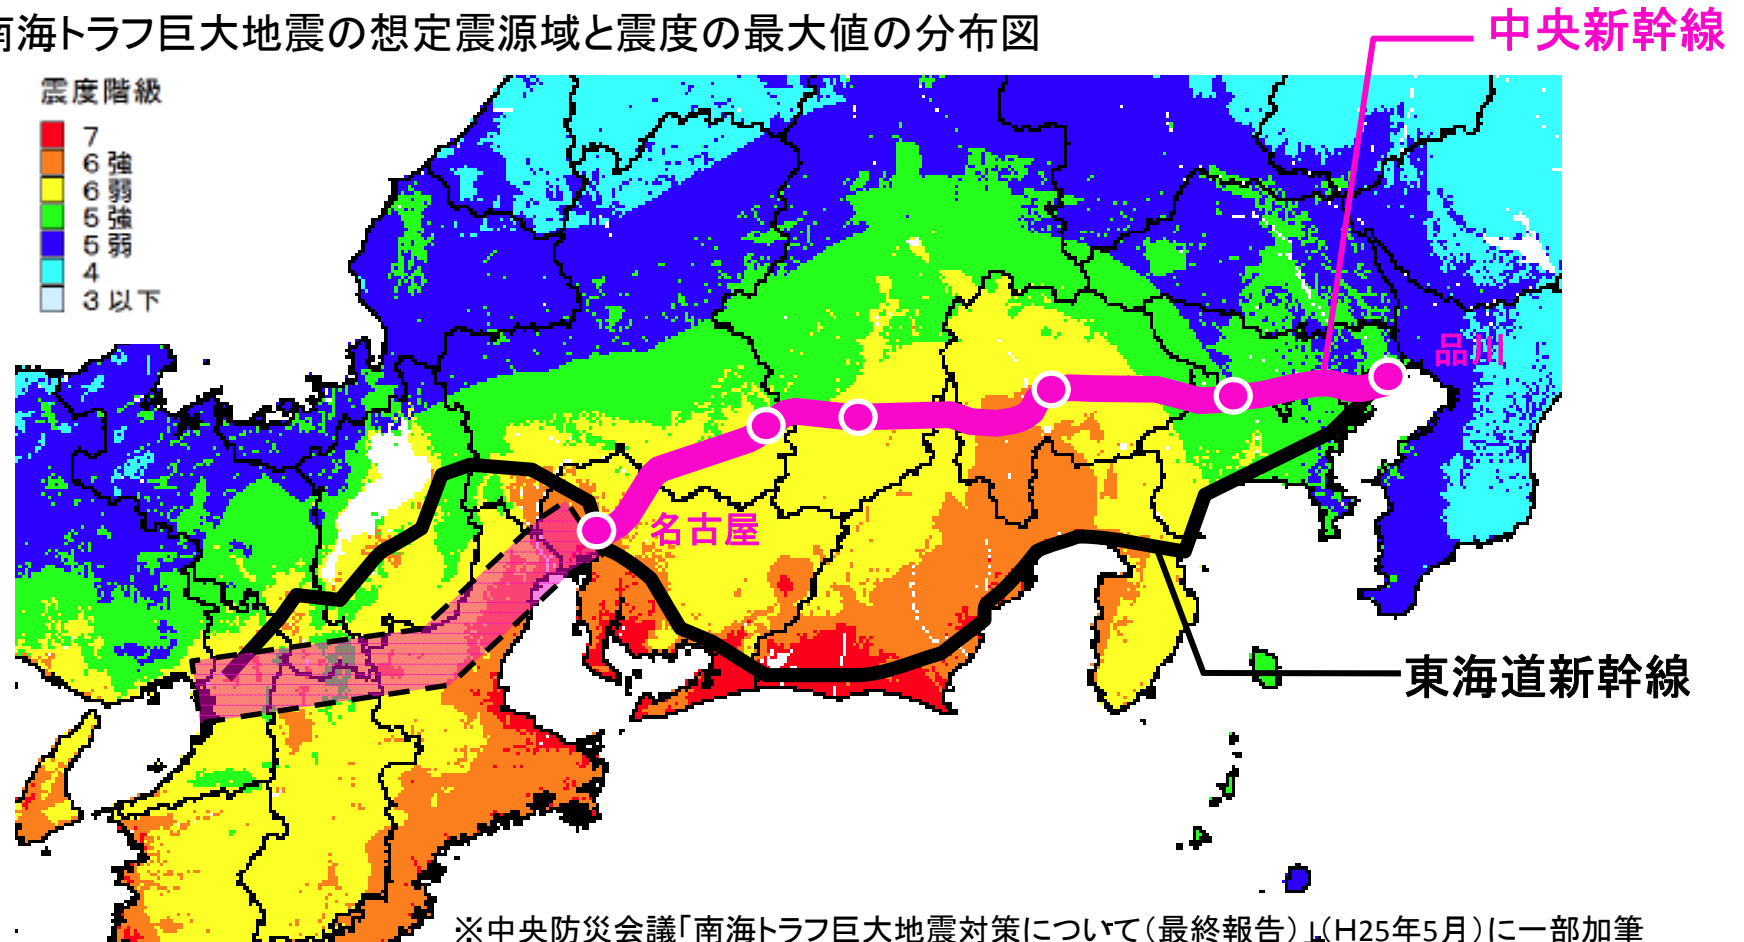 南海トラフ巨大地震の想定震源域と震度の最大値の分布図
中央新幹線
震度階級
7
6強
6弱
5強
5弱
4
3以下
品川
名古屋
東海道新幹線
※中央防災会議「南海トラフ巨大地震対策について（最終報告）」（H25年5月）に一部加筆